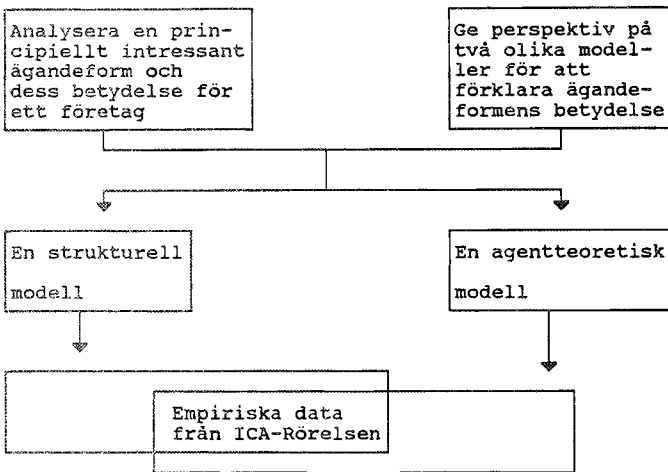 Analysera en prin-
cipiellt intressant
ägandeform och
dess betydelse för
ett företag
Ge perspektiv på
två olika model-
ler för att
förklara ägande-
formens betydelse
En strukturell
modell
En agentteoretisk
modell
Empiriska data
från ICA-Rörelsen